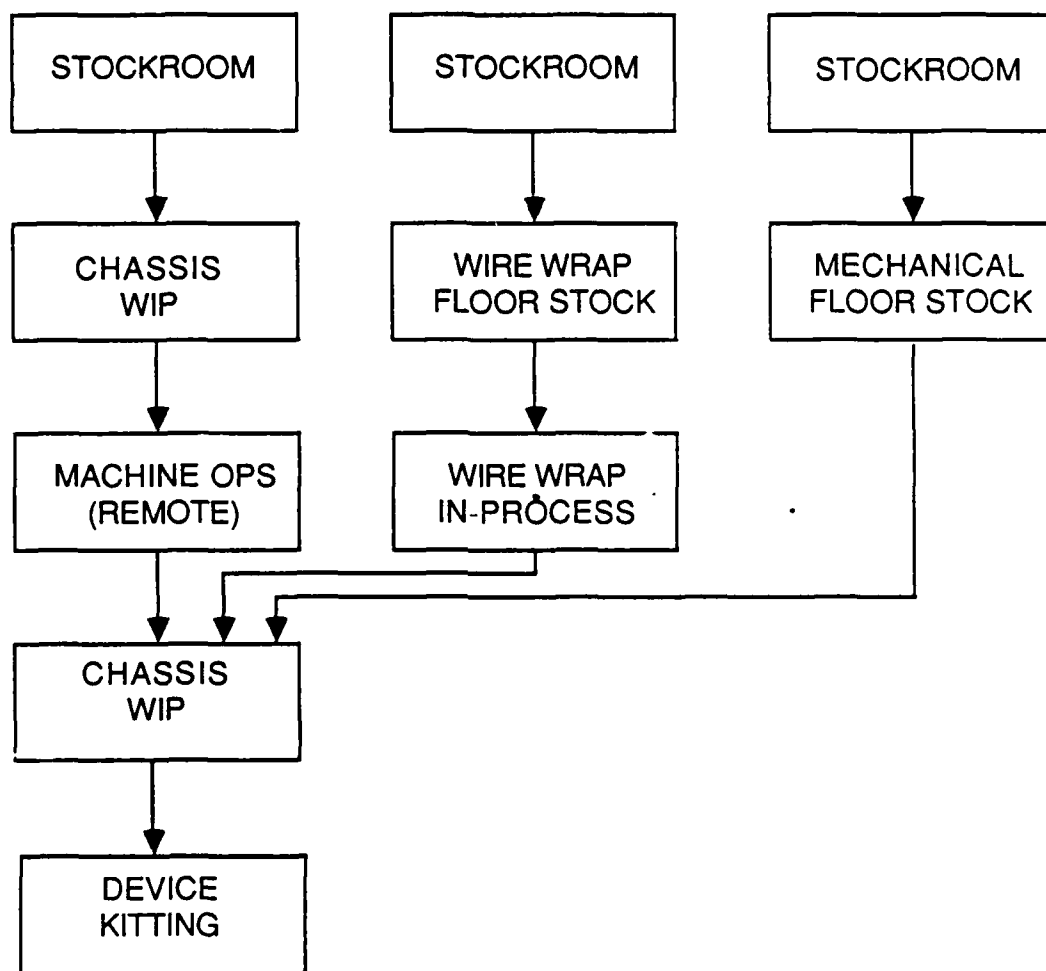 STOCKROOM
STOCKROOM
STOCKROOM
CHASSIS
WIP
WIRE WRAP
FLOOR STOCK
MECHANICAL
FLOOR STOCK
MACHINE OPS
(REMOTE)
WIRE WRAP
IN-PROCESS
CHASSIS
WIP
DEVICE
KITTING